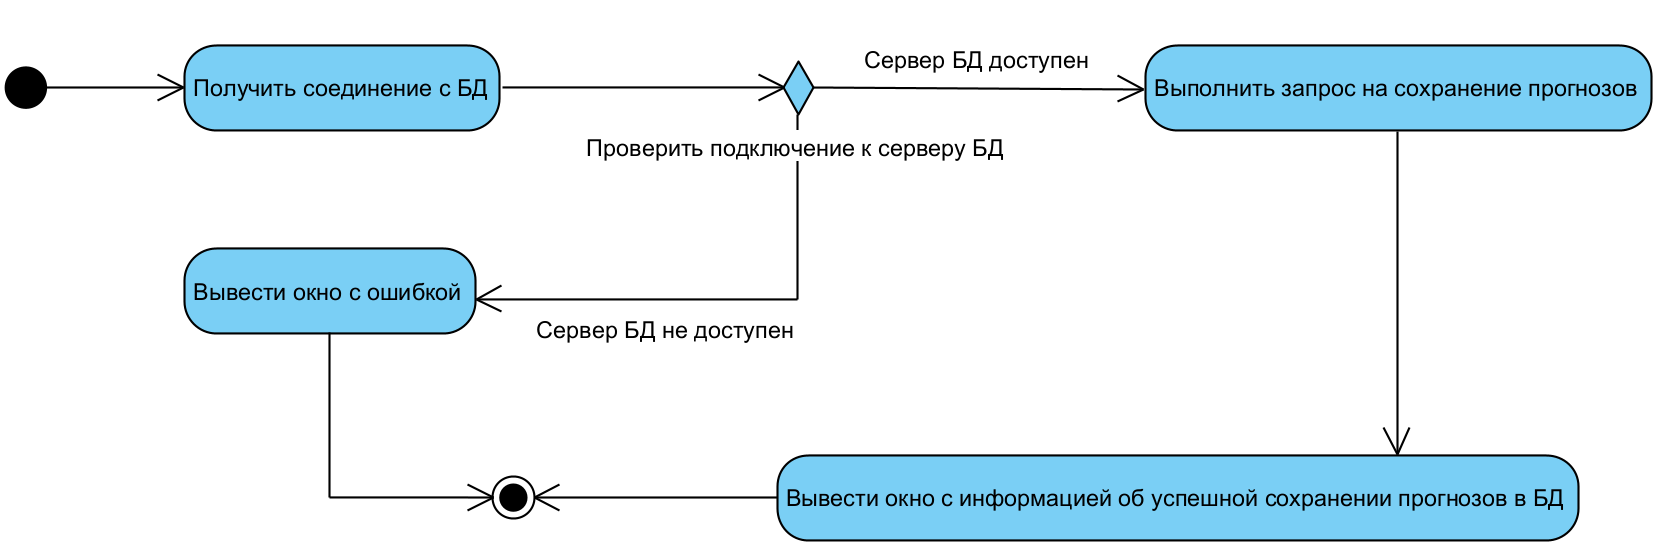 Сервер БД доступен
Получить соединение с БД
Выполнить запрос на сохранение прогнозов
Проверить подключение к серверу БД
Вывести окно с ошибкой
Сервер БД не доступен
Вывести окно с информацией об успешной сохранении прогнозов в БД